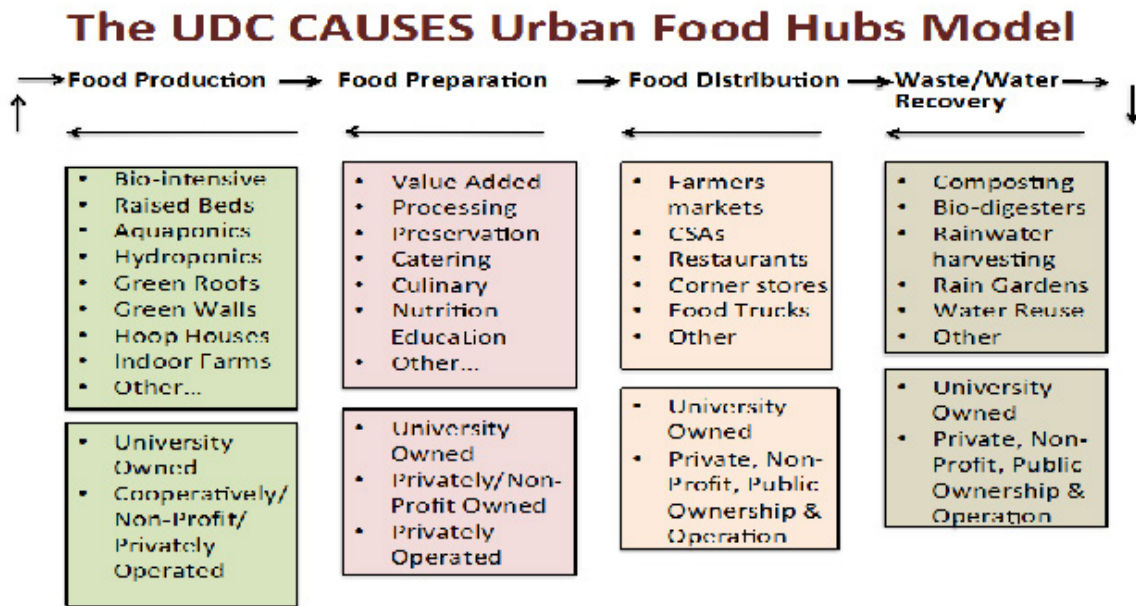 The UDC CAUSES Urban Food Hubs Model
Food Production
Food Preparation
Food Distribution
Waste/Water
Recovery
• Bio-intensive
• Raised Beds
• Aquaponics
• Hydroponics
• Green Roofs
• Green Walls
• Hoop Houses
• Indoor Farms
• Other...
• University
Owned
• Cooperatively/
Non-Profit/
Privately
Operated
• Value Added
• Processing
• Preservation
• Catering
• Culinary
• Nutrition
Education
• Other...
• University
Owned
• Privately/Non-
Profit Owned
• Privately
Operated
• Farmers
markets
• CSAs
• Restaurants
• Corner stores
• Food Trucks
• Other
• University
Owned
• Private, Non-
Profit, Public
Ownership &
Operation
• Composting
• Bio-digesters
• Rainwater
harvesting
• Rain Gardens
• Water Reuse
• Other
• University
Owned
• Private, Non-
Profit, Public
Ownership &
Operation